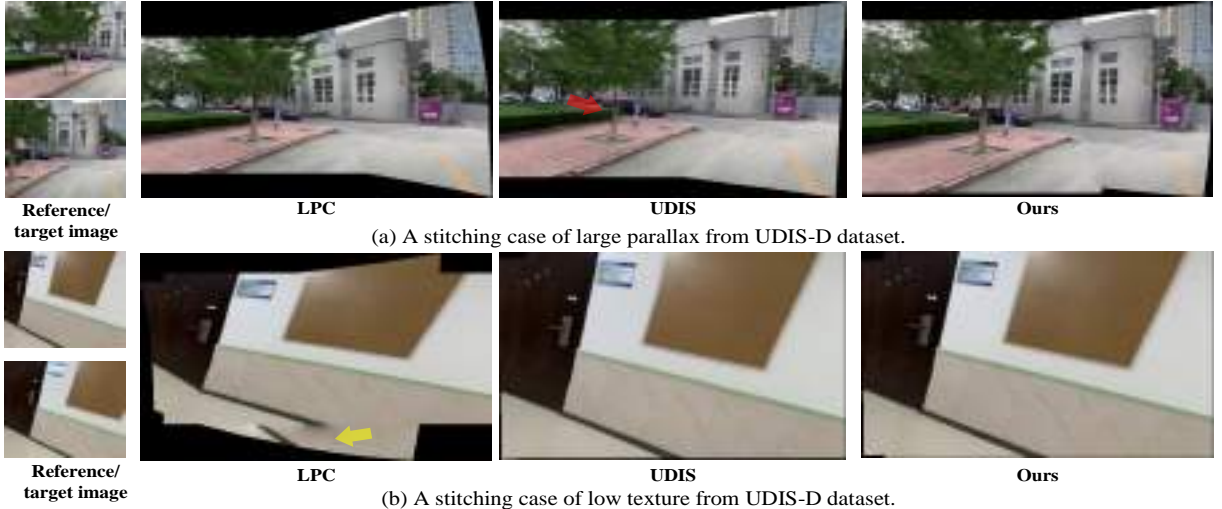 Reference/
target image
LPC
UDIS
Ours
(a) A stitching case of large parallax from UDIS-D dataset.
Reference/
target image
LPC
UDIS
Ours
(b) A stitching case of low texture from UDIS-D dataset.